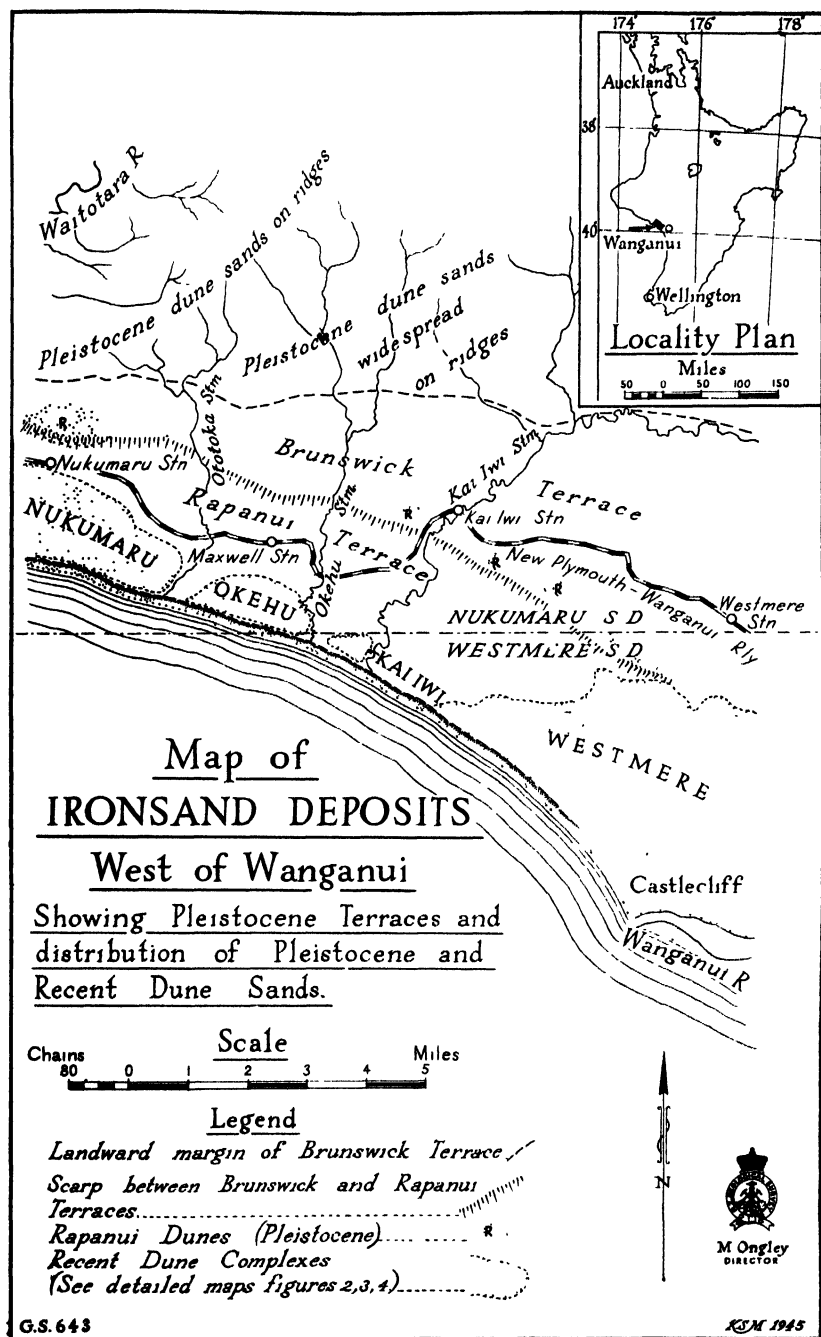 174° 176° 178°
Auckland
38°
40°
Wanganui
Wellington
Locality Plan
Miles
50 0 50 100 150
Waitotara R
Pleistocene dune sands on ridges
Pleistocene dune sands
widespread
on ridges
Ototoka Stm
Brunswick
Terrace
R
Nukumaru Stn
Kai Iwi Stm
Kai Iwi Stn
Rapanui
Terrace
R
NUKUMARU
Maxwell Stn
Okehu Stm
New Plymouth-Wanganui Rly
R
R
OKEHU
Westmere
Stn
NUKUMARU S D
WESTMERE S D
KAI IWI
WESTMERE
Castlecliff
Wanganui R
Map of
IRONSAND DEPOSITS
West of Wanganui
Showing Pleistocene Terraces and
distribution of Pleistocene and
Recent Dune Sands.
Scale
Chains Miles
80 0 1 2 3 4 5
Legend
Landward margin of Brunswick Terrace
Scarp between Brunswick and Rapanui
Terraces
Rapanui Dunes (Pleistocene) R
Recent Dune Complexes
(See detailed maps figures 2,3,4)
N
M Ongley
DIRECTOR
G.S. 643
KSM 1945